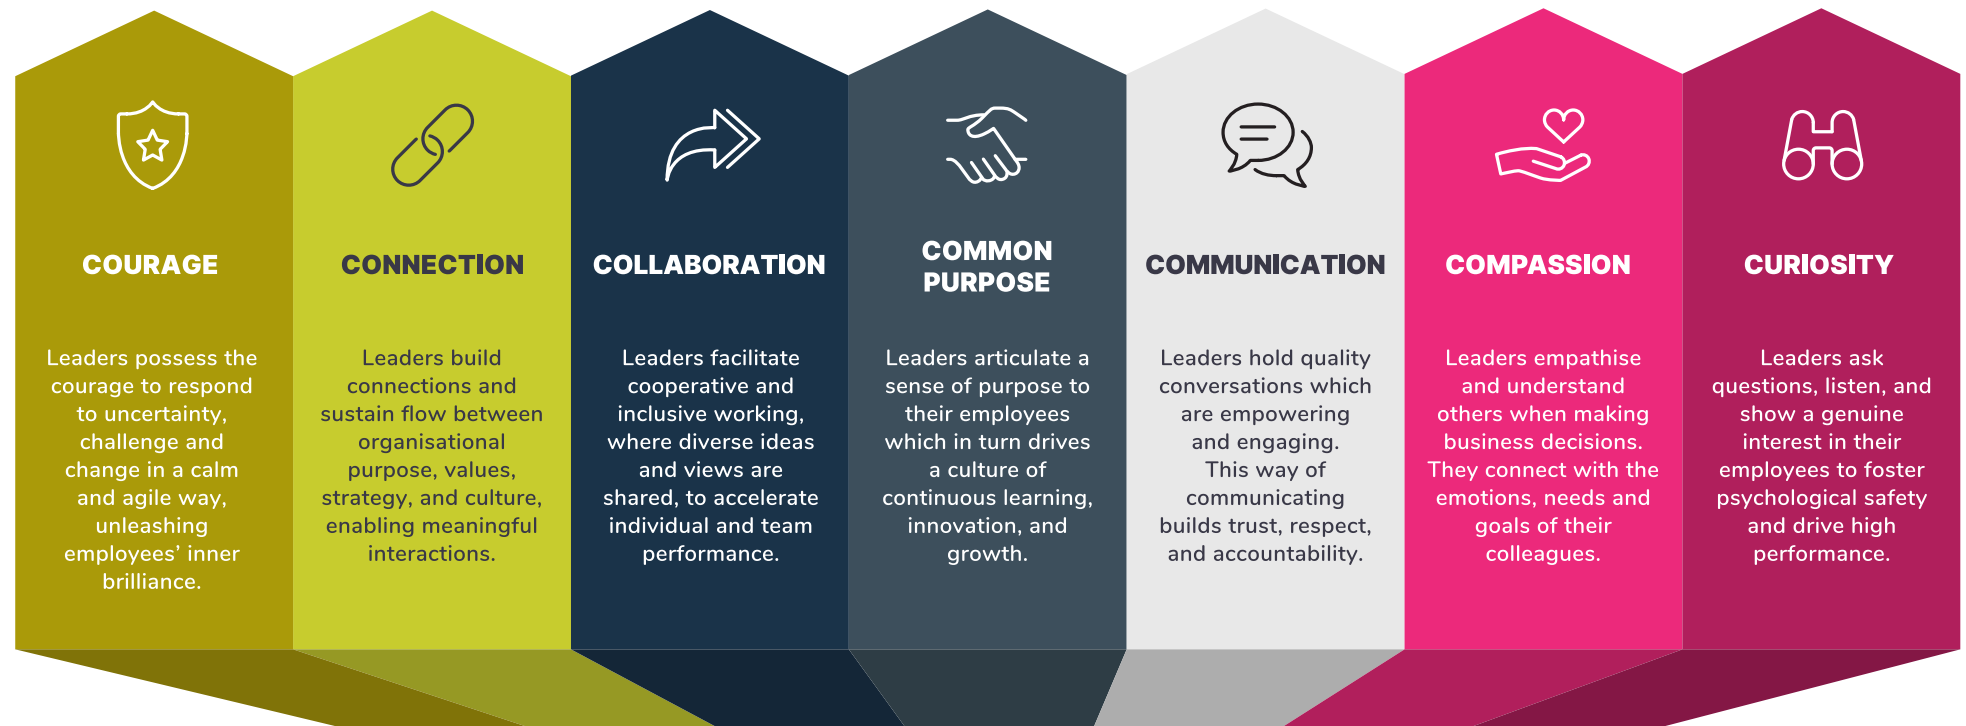 COURAGE
Leaders possess the
courage to respond
to uncertainty,
challenge and
change in a calm
and agile way,
unleashing
employees’ inner
brilliance.
CONNECTION
Leaders build
connections and
sustain flow between
organisational
purpose, values,
strategy, and culture,
enabling meaningful
interactions.
COLLABORATION
Leaders facilitate
cooperative and
inclusive working,
where diverse ideas
and views are
shared, to accelerate
individual and team
performance.
COMMON
PURPOSE
Leaders articulate a
sense of purpose to
their employees
which in turn drives
a culture of
continuous learning,
innovation, and
growth.
COMMUNICATION
Leaders hold quality
conversations which
are empowering
and engaging.
This way of
communicating
builds trust, respect,
and accountability.
COMPASSION
Leaders empathise
and understand
others when making
business decisions.
They connect with the
emotions, needs and
goals of their
colleagues.
CURIOSITY
Leaders ask
questions, listen, and
show a genuine
interest in their
employees to foster
psychological safety
and drive high
performance.